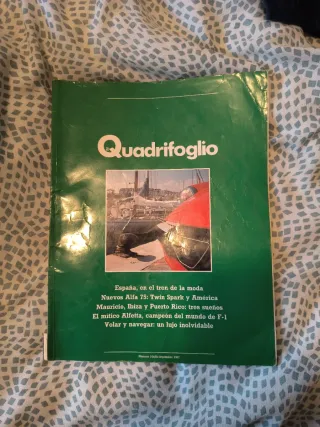 Quadrifoglio
España, en el tren de la moda
Nuevos Alfa 75: Twin Spark y América
Mauricio, Ibiza y Puerto Rico: tres sueños
El mítico Alfetta, campeón del mundo de F-1
Volar y navegar: un lujo inolvidable